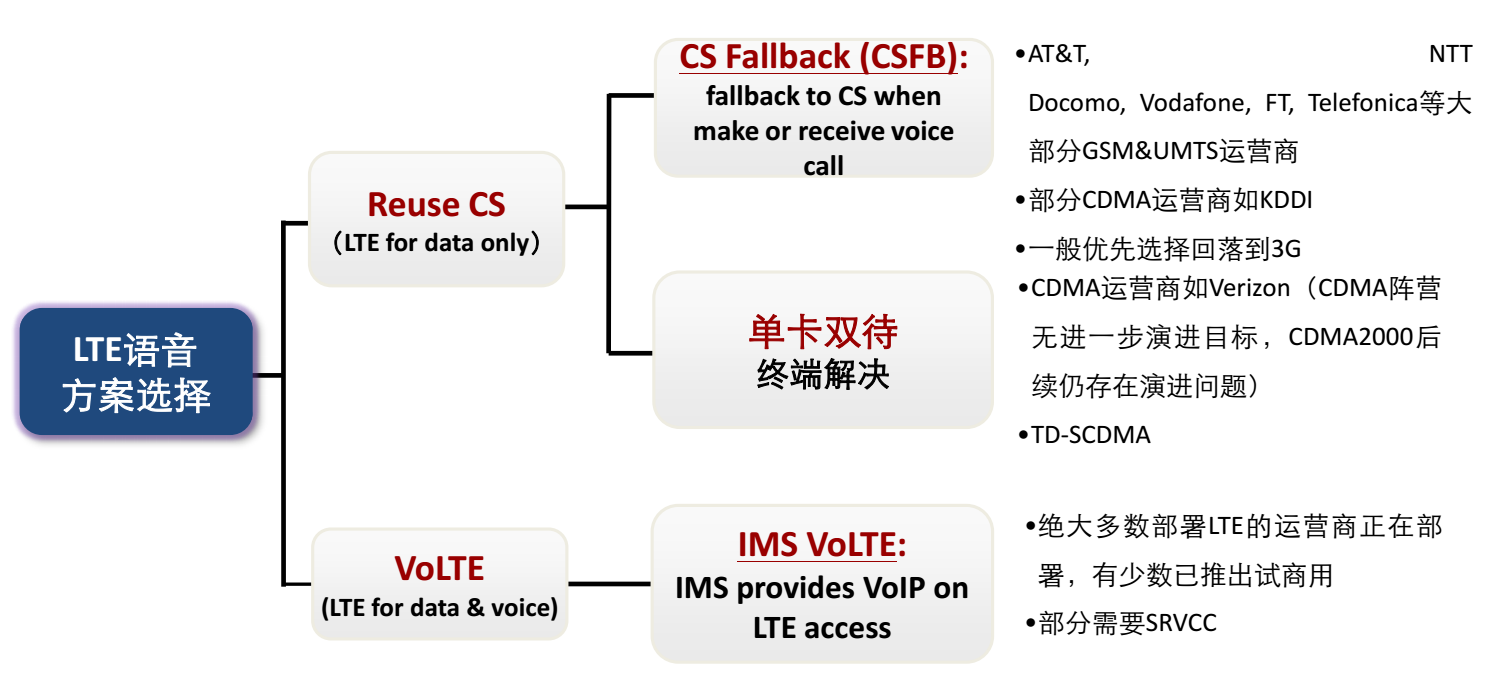 LTE语音
方案选择
Reuse CS
（LTE for data only）
CS Fallback (CSFB):
fallback to CS when
make or receive voice
call
•AT&T, NTT
Docomo, Vodafone, FT, Telefonica等大
部分GSM&UMTS运营商
•部分CDMA运营商如KDDI
•一般优先选择回落到3G
单卡双待
终端解决
•CDMA运营商如Verizon（CDMA阵营
无进一步演进目标，CDMA2000后
续仍存在演进问题）
•TD-SCDMA
VoLTE
(LTE for data & voice)
IMS VoLTE:
IMS provides VoIP on
LTE access
•绝大多数部署LTE的运营商正在部
署，有少数已推出试商用
•部分需要SRVCC